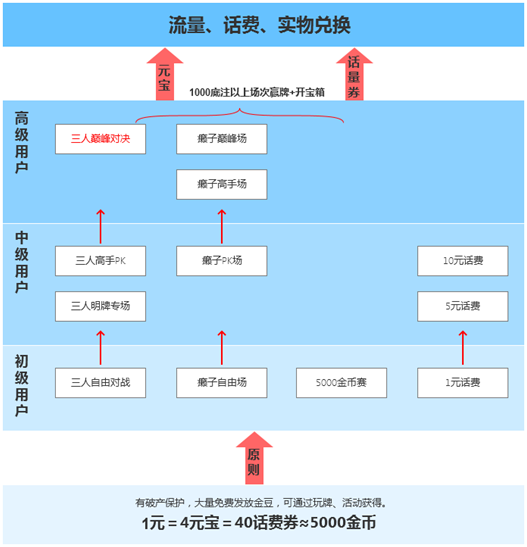 流量、话费、实物兑换
元宝
话量券
1000底注以上场次赢牌+开宝箱
高级用户
三人巅峰对决
癞子巅峰场
癞子高手场
中级用户
三人高手PK
癞子PK场
10元话费
三人明牌专场
5元话费
初级用户
三人自由对战
癞子自由场
5000金币赛
1元话费
原则
有破产保护，大量免费发放金豆，可通过玩牌、活动获得。
1元＝4元宝＝40话费券≈5000金币